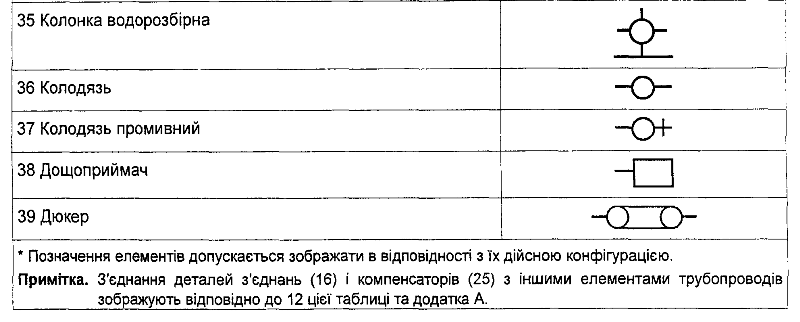 35 Колонка водорозбірна
36 Колодязь
37 Колодязь промивний
38 Дощоприймач
39 Дюкер
* Позначення елементів допускається зображати в відповідності з їх дійсною конфігурацією.
Примітка. З'єднання деталей з'єднань (16) і компенсаторів (25) з іншими елементами трубопроводів
зображують відповідно до 12 цієї таблиці та додатка А.